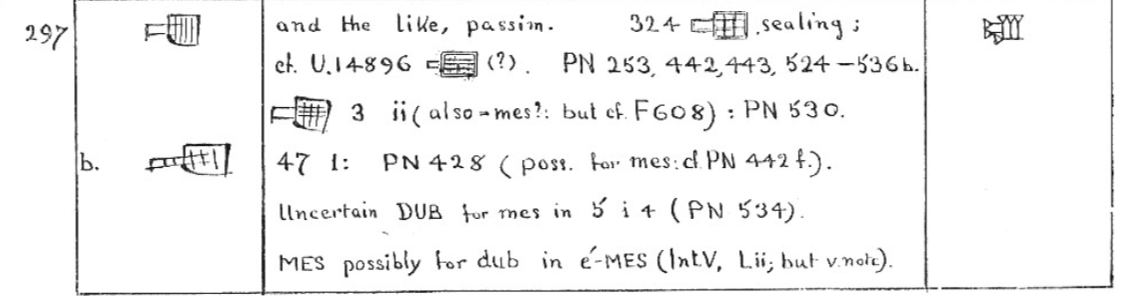 297 and the like, passim. 324 sealing;
cf. U.14896 (?). PN 253, 442,443, 524–536b.
3 ii (also = mes?: but cf. F608) : PN 530.
b. 47 1: PN 428 (poss. for mes: cf. PN 442 f.).
Uncertain DUB for mes in 5 i 4 (PN 534).
MES possibly for dub in é-MES (Int.V, Lii; but v.note).